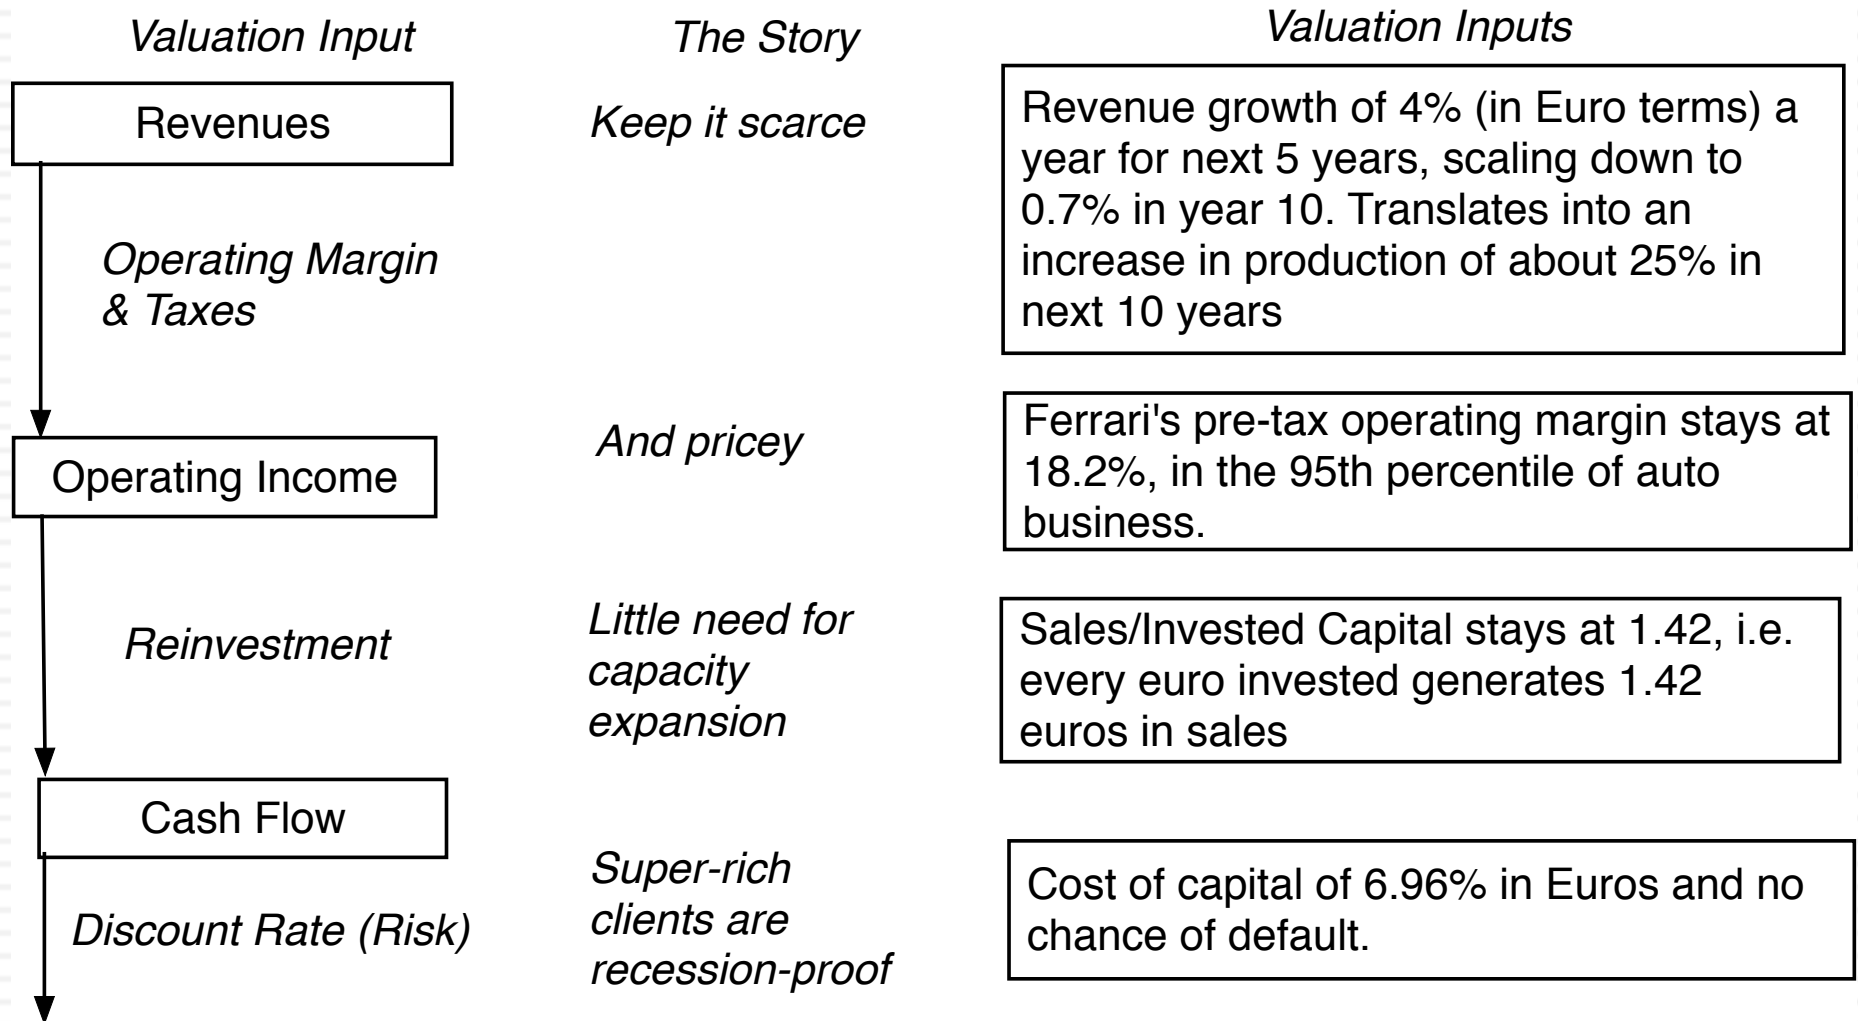 Valuation Input
The Story
Valuation Inputs
Revenues
Keep it scarce
Revenue growth of 4% (in Euro terms) a
year for next 5 years, scaling down to
0.7% in year 10. Translates into an
increase in production of about 25% in
next 10 years
Operating Margin
& Taxes
Operating Income
And pricey
Ferrari's pre-tax operating margin stays at
18.2%, in the 95th percentile of auto
business.
Reinvestment
Little need for
capacity
expansion
Sales/Invested Capital stays at 1.42, i.e.
every euro invested generates 1.42
euros in sales
Cash Flow
Discount Rate (Risk)
Super-rich
clients are
recession-proof
Cost of capital of 6.96% in Euros and no
chance of default.